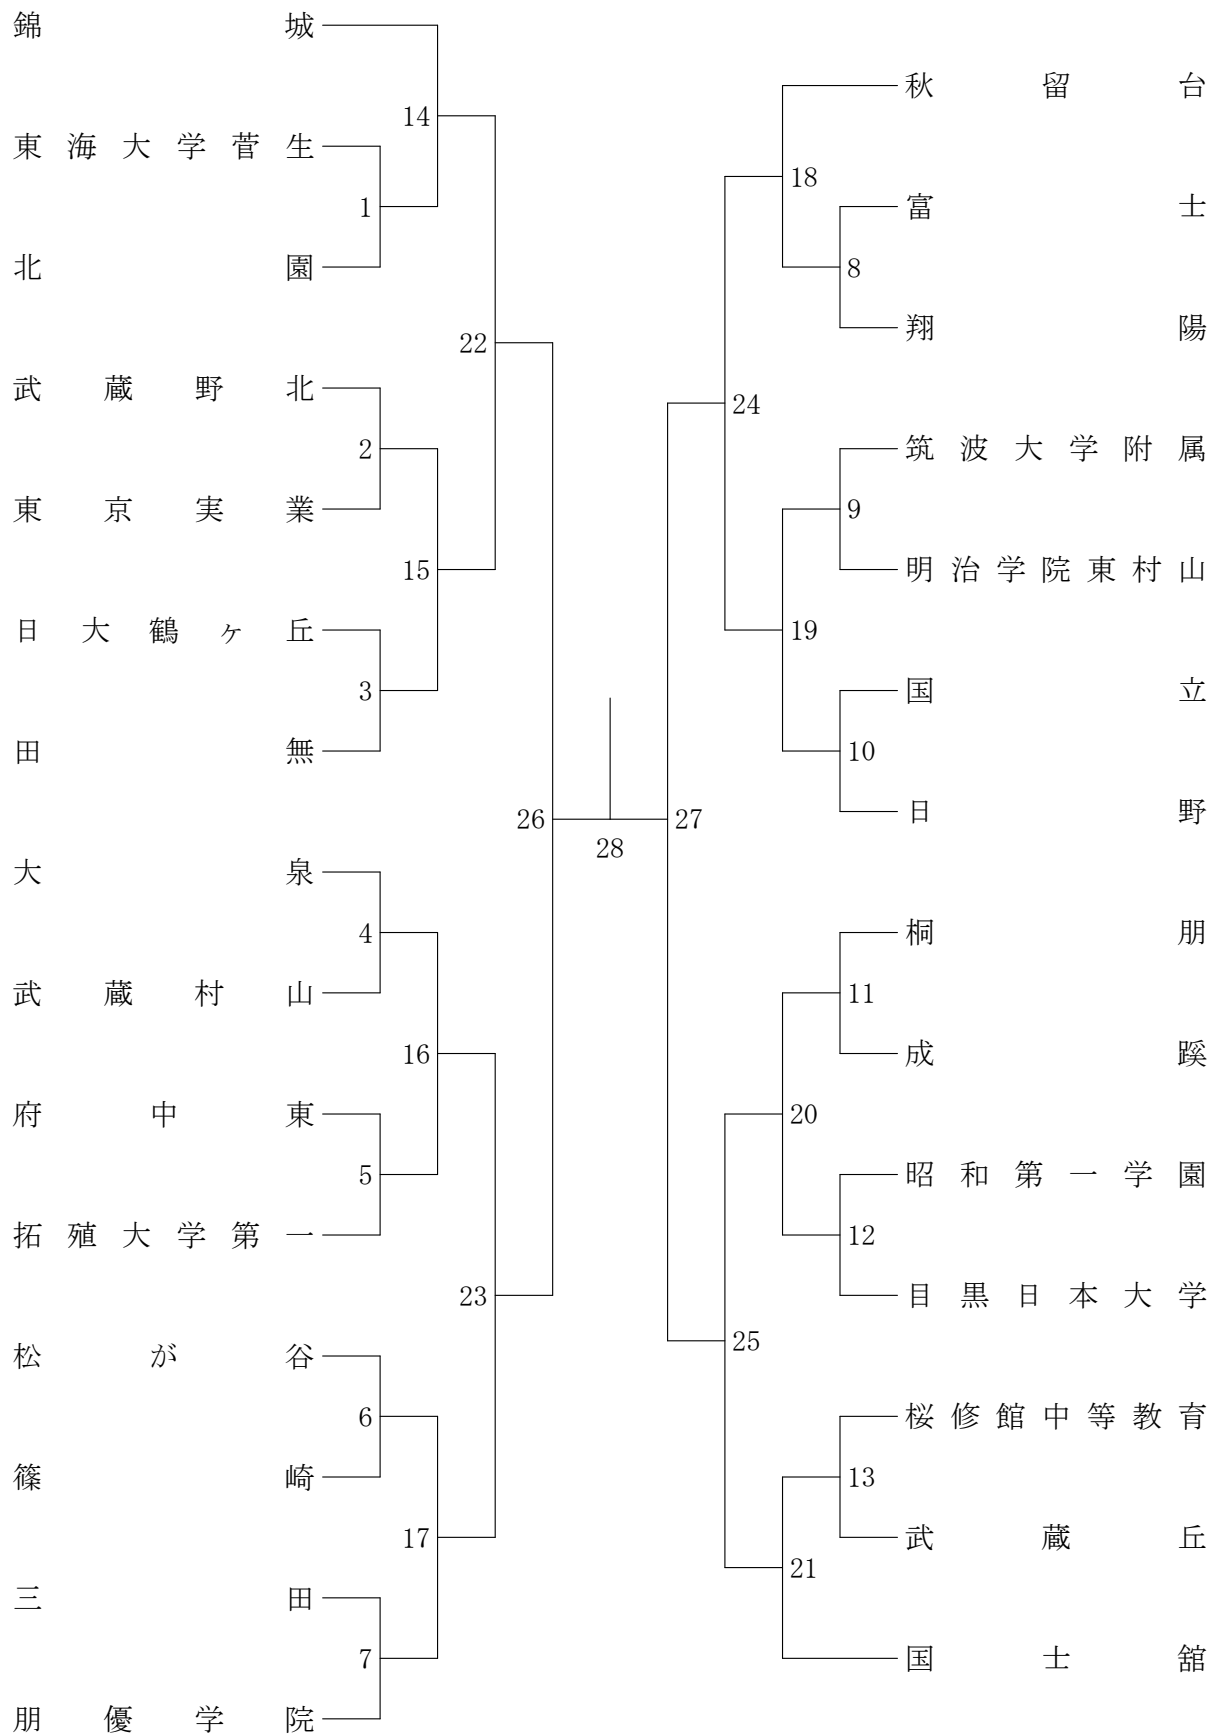 錦城
東海大学菅生
北園
武蔵野北
東京実業
日大鶴ヶ丘
田無
大泉
武蔵村山
府中東
拓殖大学第一
松が谷
篠崎
三田
朋優学院
1
2
3
4
5
6
7
14
15
16
17
22
23
26
28
27
24
25
18
19
20
21
8
9
10
11
12
13
秋留台
富士
翔陽
筑波大学附属
明治学院東村山
国立
日野
桐朋
成蹊
昭和第一学園
目黒日本大学
桜修館中等教育
武蔵丘
国士舘